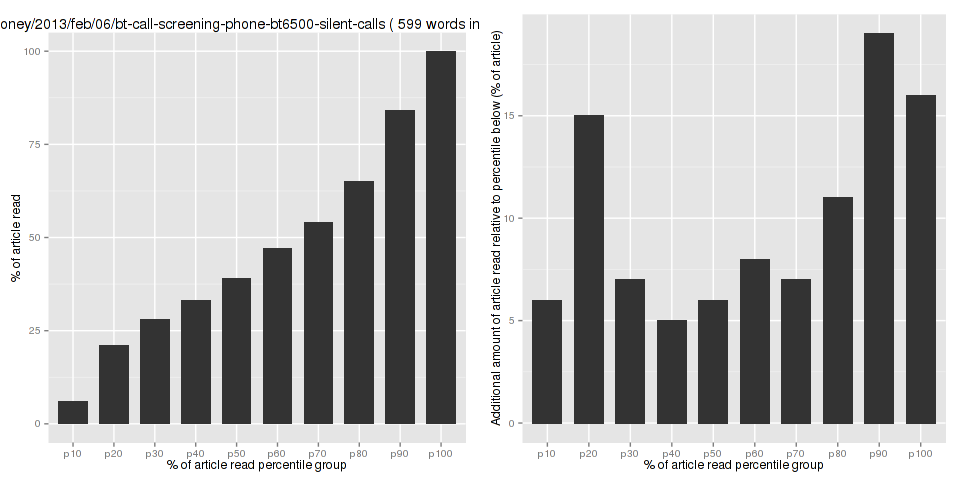 oney/2013/feb/06/bt-call-screening-phone-bt6500-silent-calls ( 599 words in
% of article read
100
75
50
25
0
p10 p20 p30 p40 p50 p60 p70 p80 p90 p100
% of article read percentile group
Additional amount of article read relative to percentile below (% of article)
15
10
5
0
p10 p20 p30 p40 p50 p60 p70 p80 p90 p100
% of article read percentile group